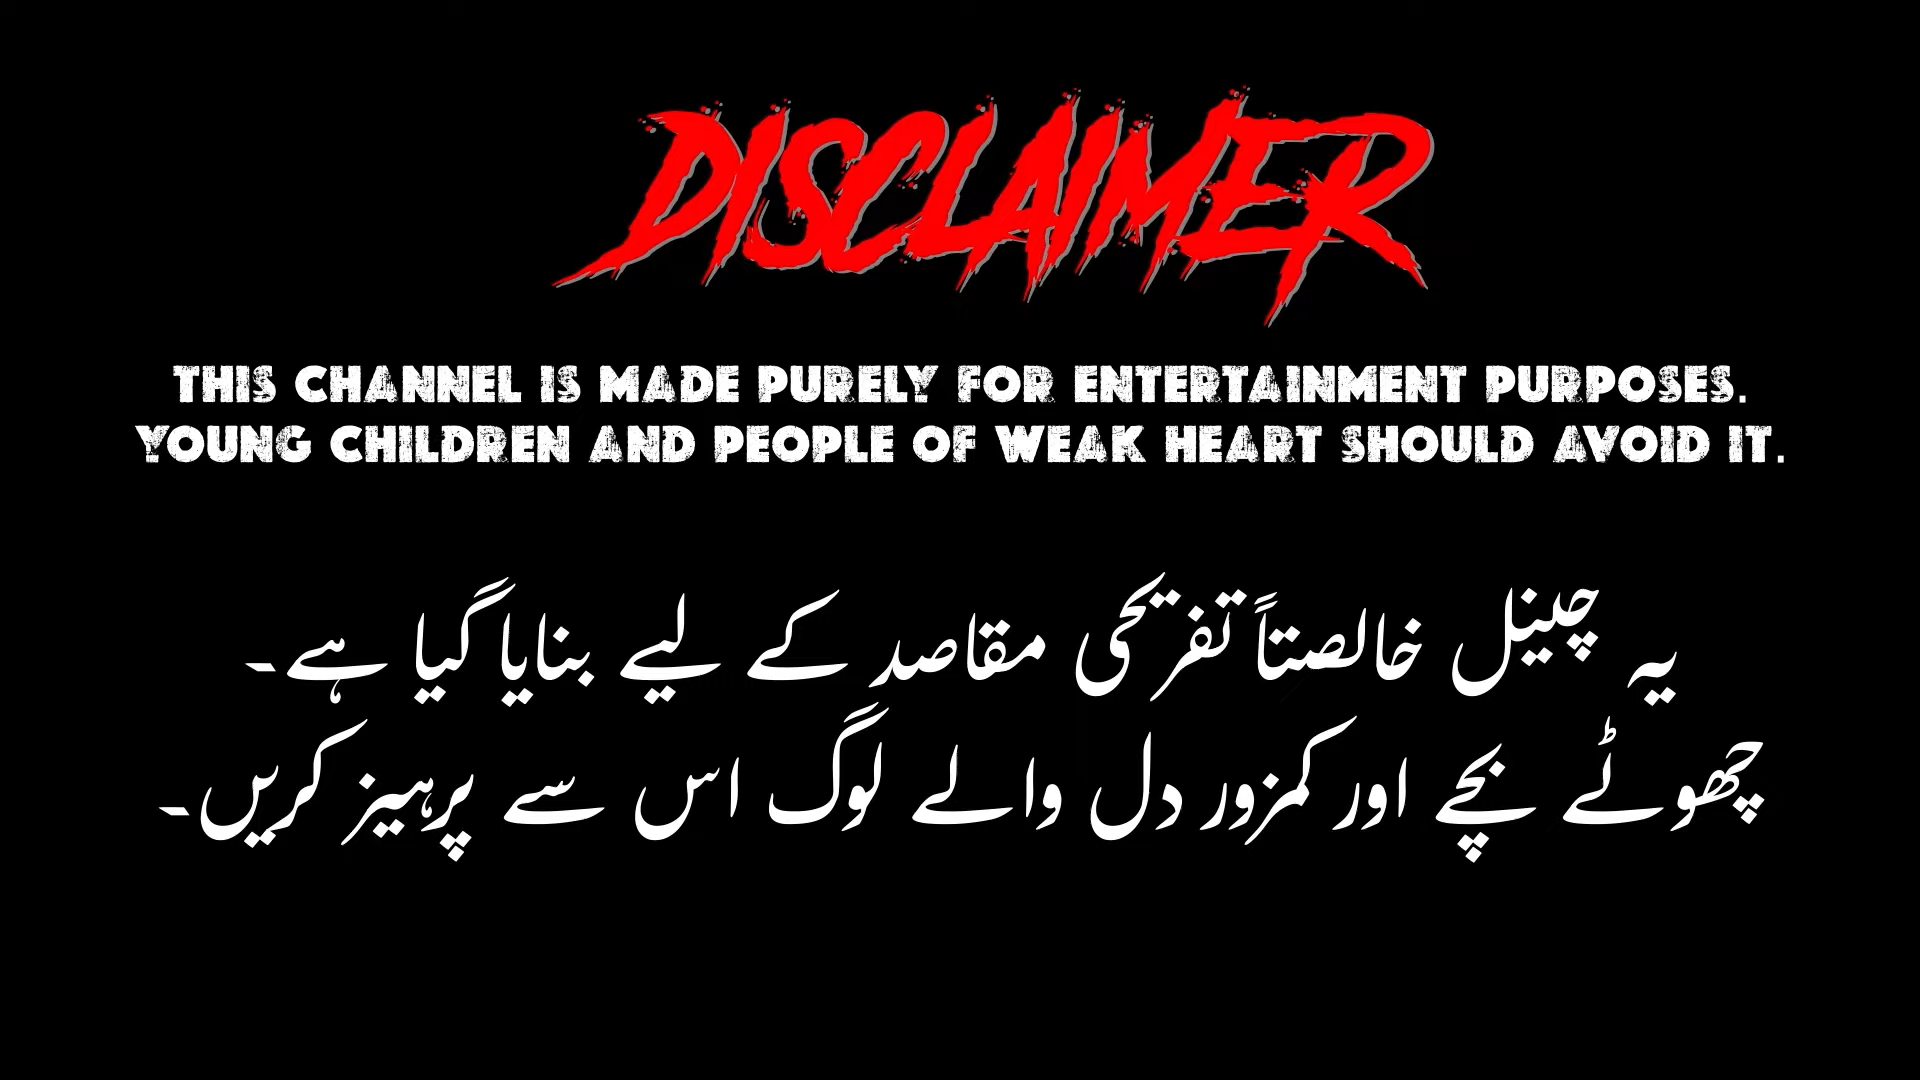 DISCLAIMER
THIS CHANNEL IS MADE PURELY FOR ENTERTAINMENT PURPOSES.
YOUNG CHILDREN AND PEOPLE OF WEAK HEART SHOULD AVOID IT.
یہ چینل خالصتاً تفریحی مقاصد کے لیے بنایا گیا ہے۔
چھوٹے بچے اور کمزور دل والے لوگ اس سے پرہیز کریں۔